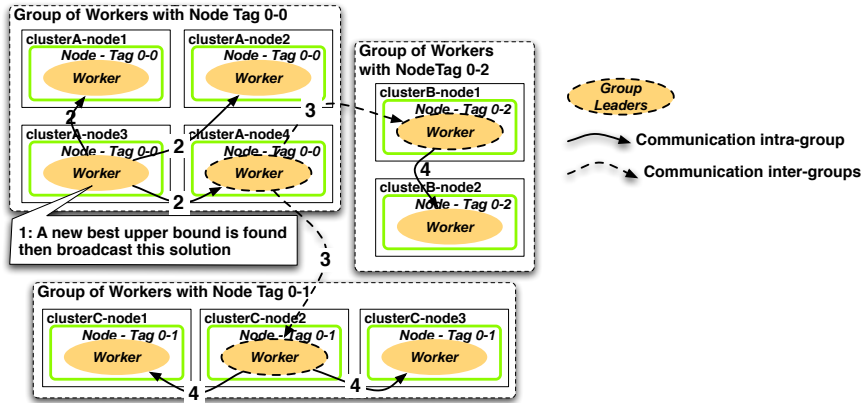 Group of Workers with Node Tag 0-0
clusterA-node1
Node - Tag 0-0
Worker
clusterA-node2
Node - Tag 0-0
Worker
2
2
3
clusterA-node3
Node - Tag 0-0
Worker
clusterA-node4
Node - Tag 0-0
Worker
2
1: A new best upper bound is found
then broadcast this solution
3
Group of Workers
with NodeTag 0-2
clusterB-node1
Node - Tag 0-2
Worker
4
clusterB-node2
Node - Tag 0-2
Worker
Group of Workers with Node Tag 0-1
clusterC-node1
Node - Tag 0-1
Worker
clusterC-node2
Node - Tag 0-1
Worker
clusterC-node3
Node - Tag 0-1
Worker
4
4
Group
Leaders
Communication intra-group
Communication inter-groups